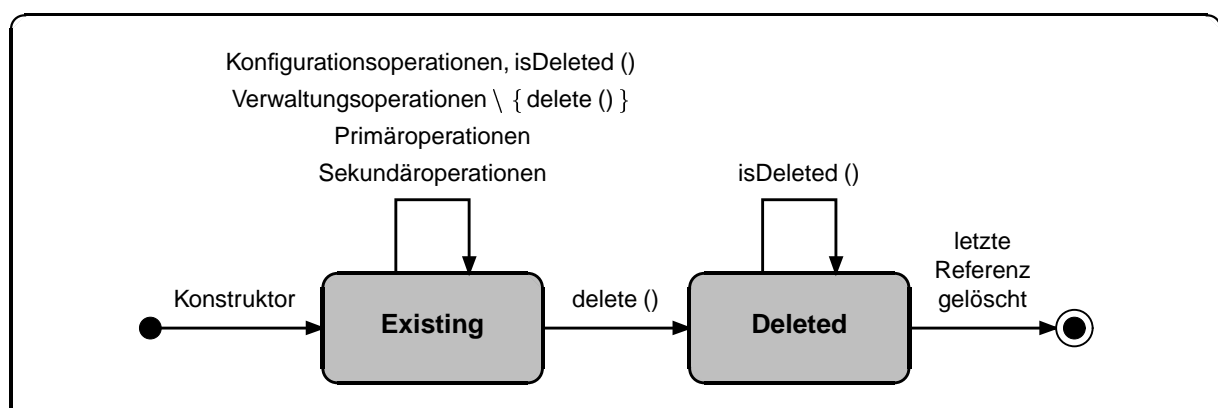 Konfigurationsoperationen, isDeleted ()
Verwaltungsoperationen \ { delete () }
Primäroperationen
Sekundäroperationen
isDeleted ()
letzte
Referenz
gelöscht
Konstruktor
Existing
delete ()
Deleted